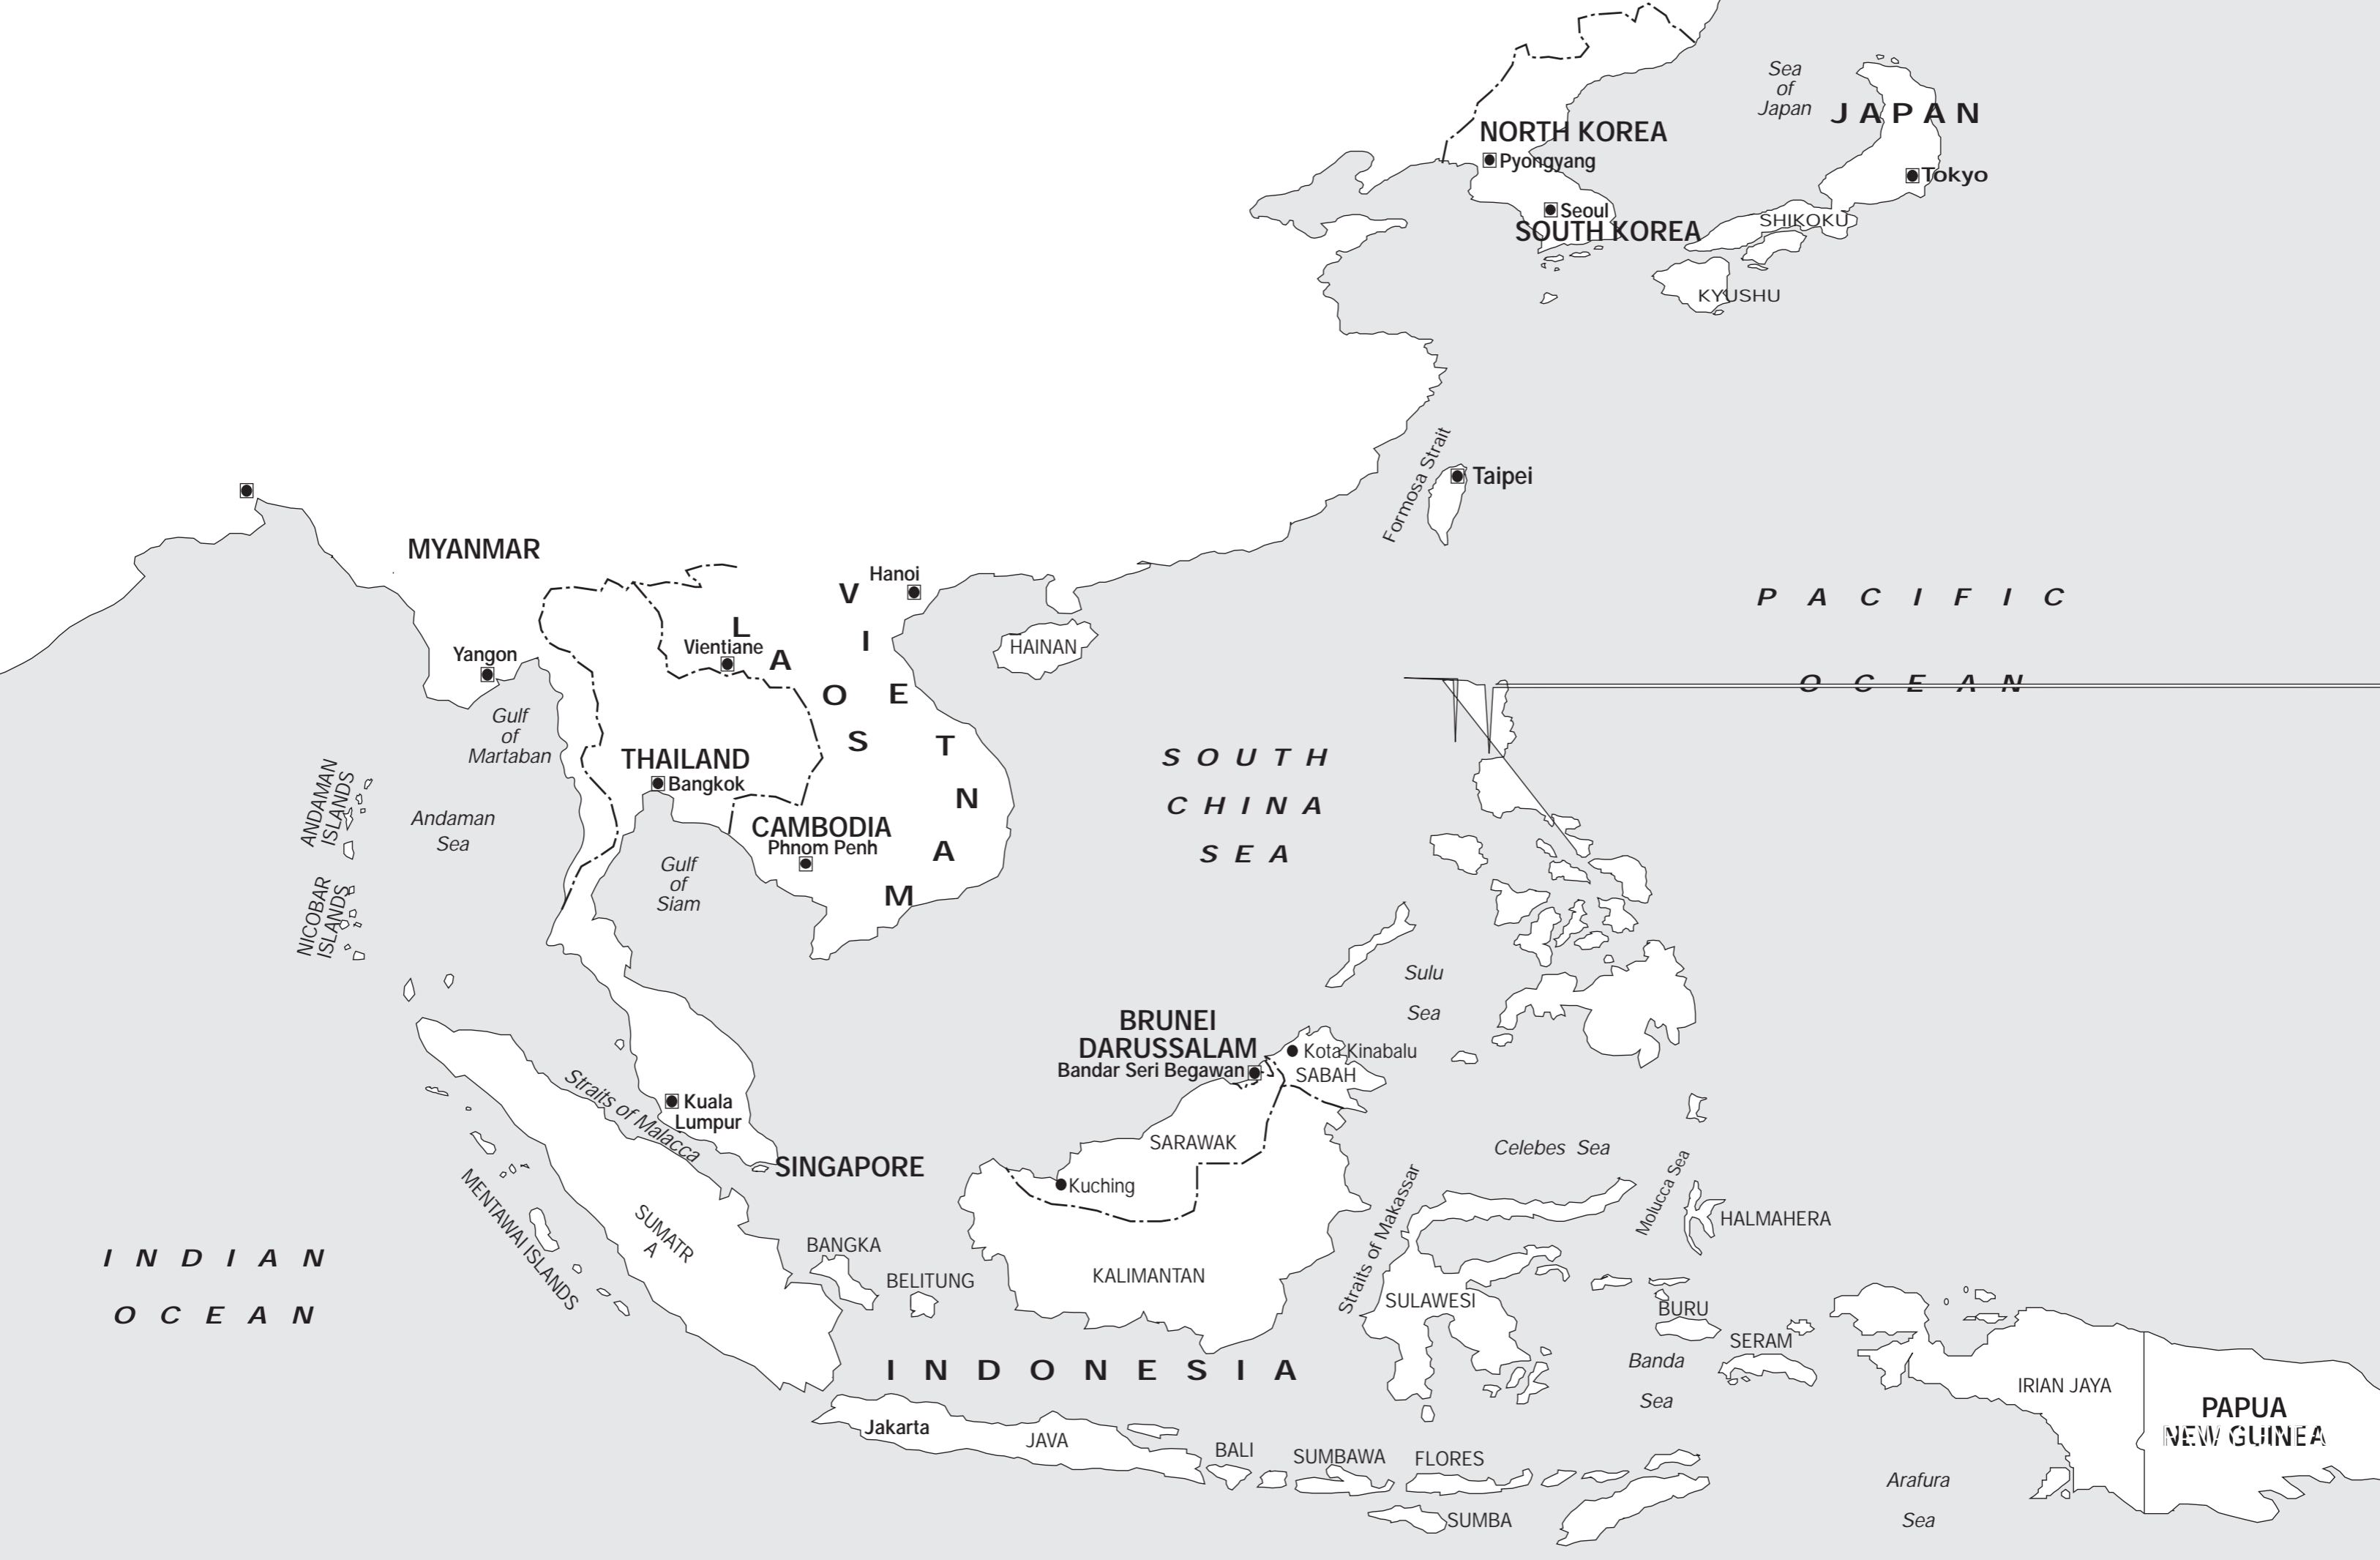 Sea
of
Japan
JAPAN
NORTH KOREA
Pyongyang
Tokyo
Seoul
SOUTH KOREA
SHIKOKU
KYUSHU
Formosa Strait
Taipei
MYANMAR
Hanoi
VIETNAM
LAOS
Vientiane
HAINAN
Yangon
PACIFIC
OCEAN
Gulf
of
Martaban
THAILAND
Bangkok
SOUTH
CHINA
SEA
ANDAMAN
ISLANDS
Andaman
Sea
CAMBODIA
Phnom Penh
Gulf
of
Siam
NICOBAR
ISLANDS
Sulu
Sea
BRUNEI
DARUSSALAM
Bandar Seri Begawan
Kota Kinabalu
SABAH
Straits of Malacca
Kuala
Lumpur
SARAWAK
Celebes Sea
SINGAPORE
Kuching
MENTAWAI ISLANDS
SUMATR
A
Straits of Makassar
Molucca Sea
HALMAHERA
INDIAN
OCEAN
BANGKA
BELITUNG
KALIMANTAN
SULAWESI
BURU
SERAM
INDONESIA
Banda
Sea
IRIAN JAYA
PAPUA
NEW GUINEA
Jakarta
JAVA
BALI
SUMBAWA
FLORES
SUMBA
Arafura
Sea